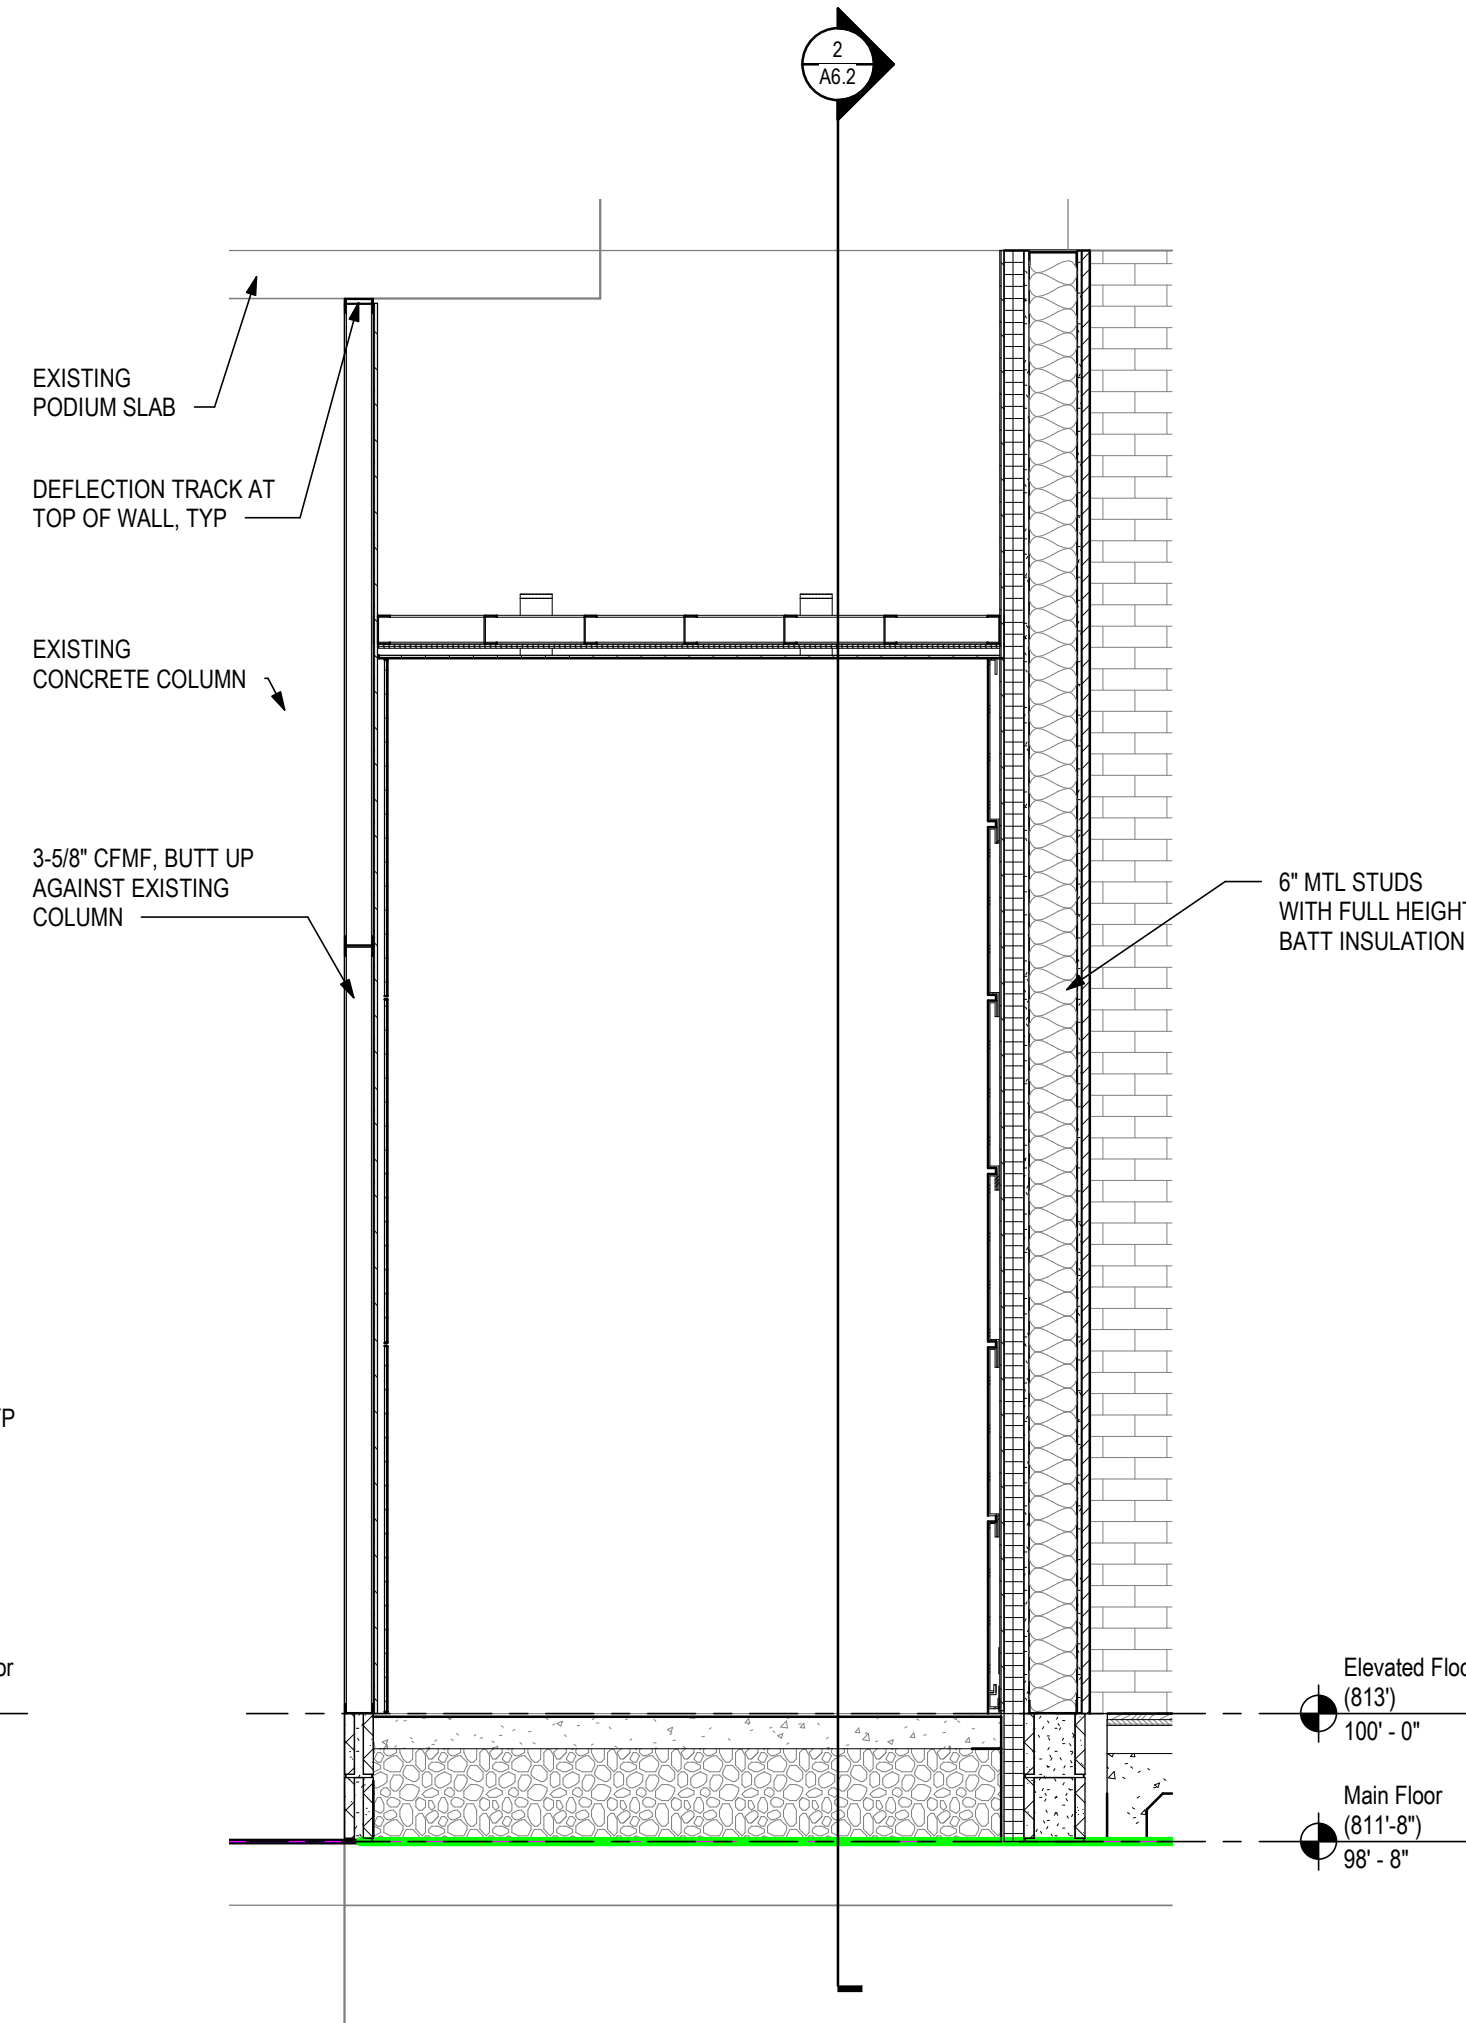 2
A6.2
EXISTING
PODIUM SLAB
DEFLECTION TRACK AT
TOP OF WALL, TYP
EXISTING
CONCRETE COLUMN
3-5/8" CFMF, BUTT UP
AGAINST EXISTING
COLUMN
6" MTL STUDS
WITH FULL HEIGHT
BATT INSULATION
Elevated Floo
(813')
100' - 0"
Main Floor
(811'-8")
98' - 8"